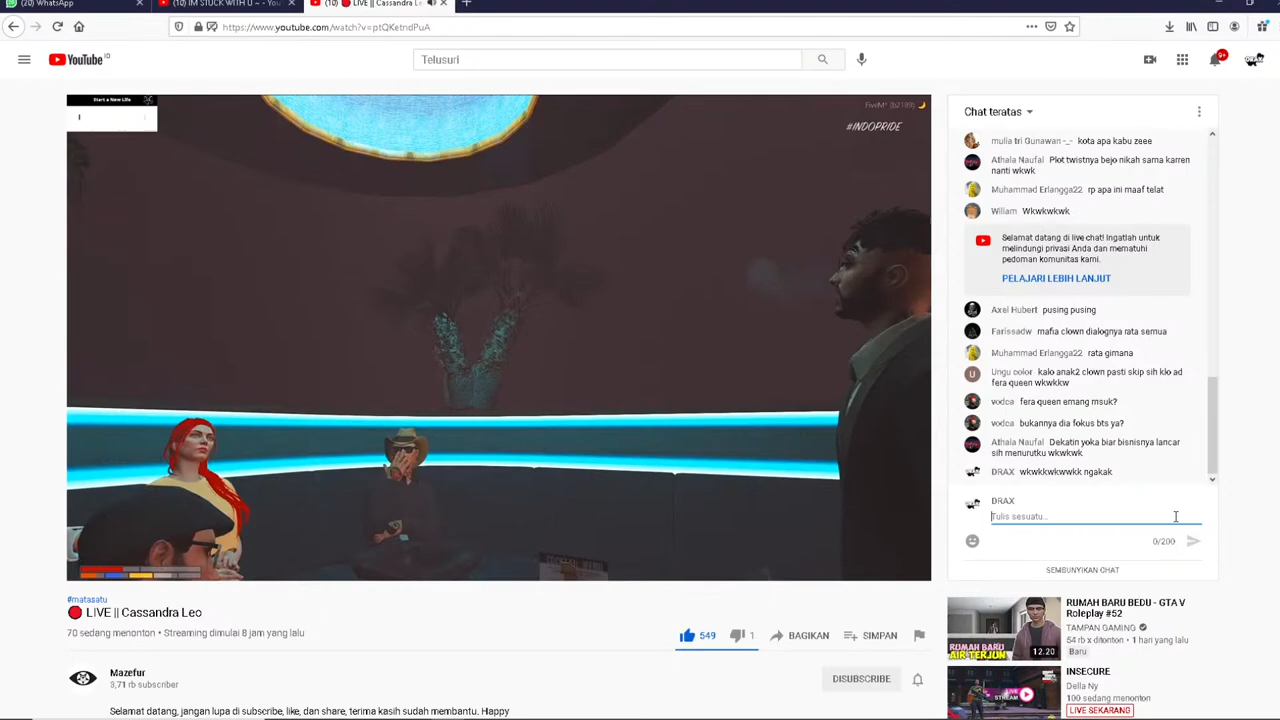 (20) WhatsApp
(10) IM STUCK WITH U ~ - YouT
(10) 🔴 LIVE || Cassandra Le
https://www.youtube.com/watch?v=ptQKetndPuA
YouTube ID
Telusuri
9+
Start a New Life
FiveM® (b2189) 🌙
#INDOPRIDE
Chat teratas
mulia tri Gunawan -_- kota apa kabu zeee
Athala Naufal Plot twistnya bejo nikah sama karren
nanti wkwk
Muhammad Erlangga22 rp apa ini maaf telat
William Wkwkwkwk
Selamat datang di live chat! Ingatlah untuk
melindungi privasi Anda dan mematuhi
pedoman komunitas kami.
PELAJARI LEBIH LANJUT
Axel Hubert pusing pusing
Farissadw mafia clown dialognya rata semua
Muhammad Erlangga22 rata gimana
Ungu color kalo anak2 clown pasti skip sih klo ad
fera queen wkwkkw
vodca fera queen emang msuk?
vodca bukannya dia fokus bts ya?
Athala Naufal Dekatin yoka biar bisnisnya lancar
sih menurutku wkwkwk
DRAX wkwkkwkwwkk ngakak
DRAX
Tulis sesuatu...
0/200
SEMBUNYIKAN CHAT
#matasatu
🔴 LIVE || Cassandra Leo
70 sedang menonton • Streaming dimulai 8 jam yang lalu
549
1
BAGIKAN
SIMPAN
Mazefur
3,71 rb subscriber
DISUBSCRIBE
Selamat datang, jangan lupa di subscribe, like, and share, terima kasih sudah membantu. Happy
RUMAH BARU BEDU - GTA V
Roleplay #52
TAMPAN GAMING
54 rb x ditonton • 1 hari yang lalu
Baru
RUMAH BARU
AIR TERJUN
12.20
INSECURE
Della Ny
100 sedang menonton
LIVE SEKARANG
LIVE
STREAM